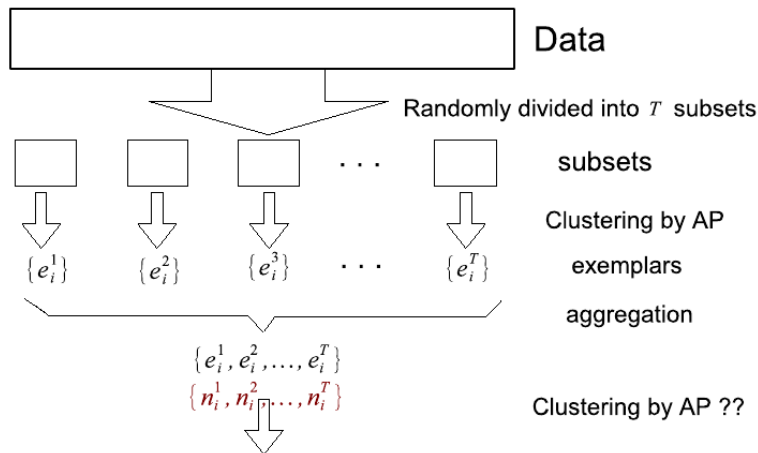 Data
Randomly divided into T subsets
. . . subsets
Clustering by AP
{e_i^1} {e_i^2} {e_i^3} . . . {e_i^T} exemplars
aggregation
{e_i^1, e_i^2, ..., e_i^T}
{n_i^1, n_i^2, ..., n_i^T}
Clustering by AP ??